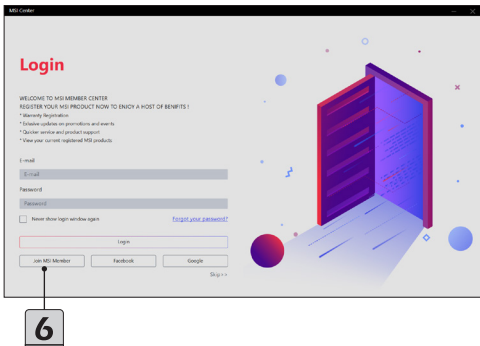 MSI Center
Login
WELCOME TO MSI MEMBER CENTER
REGISTER YOUR MSI PRODUCT NOW TO ENJOY A HOST OF BENIFITS !
* Warranty Registration
* Exlusive updates on promotions and events
* Quicker service and product support
* View your current registered MSI products
E-mail
E-mail
Password
Password
Never show login window again
Forgot your password?
Login
Join MSI Member
Facebook
Google
Skip>>
6